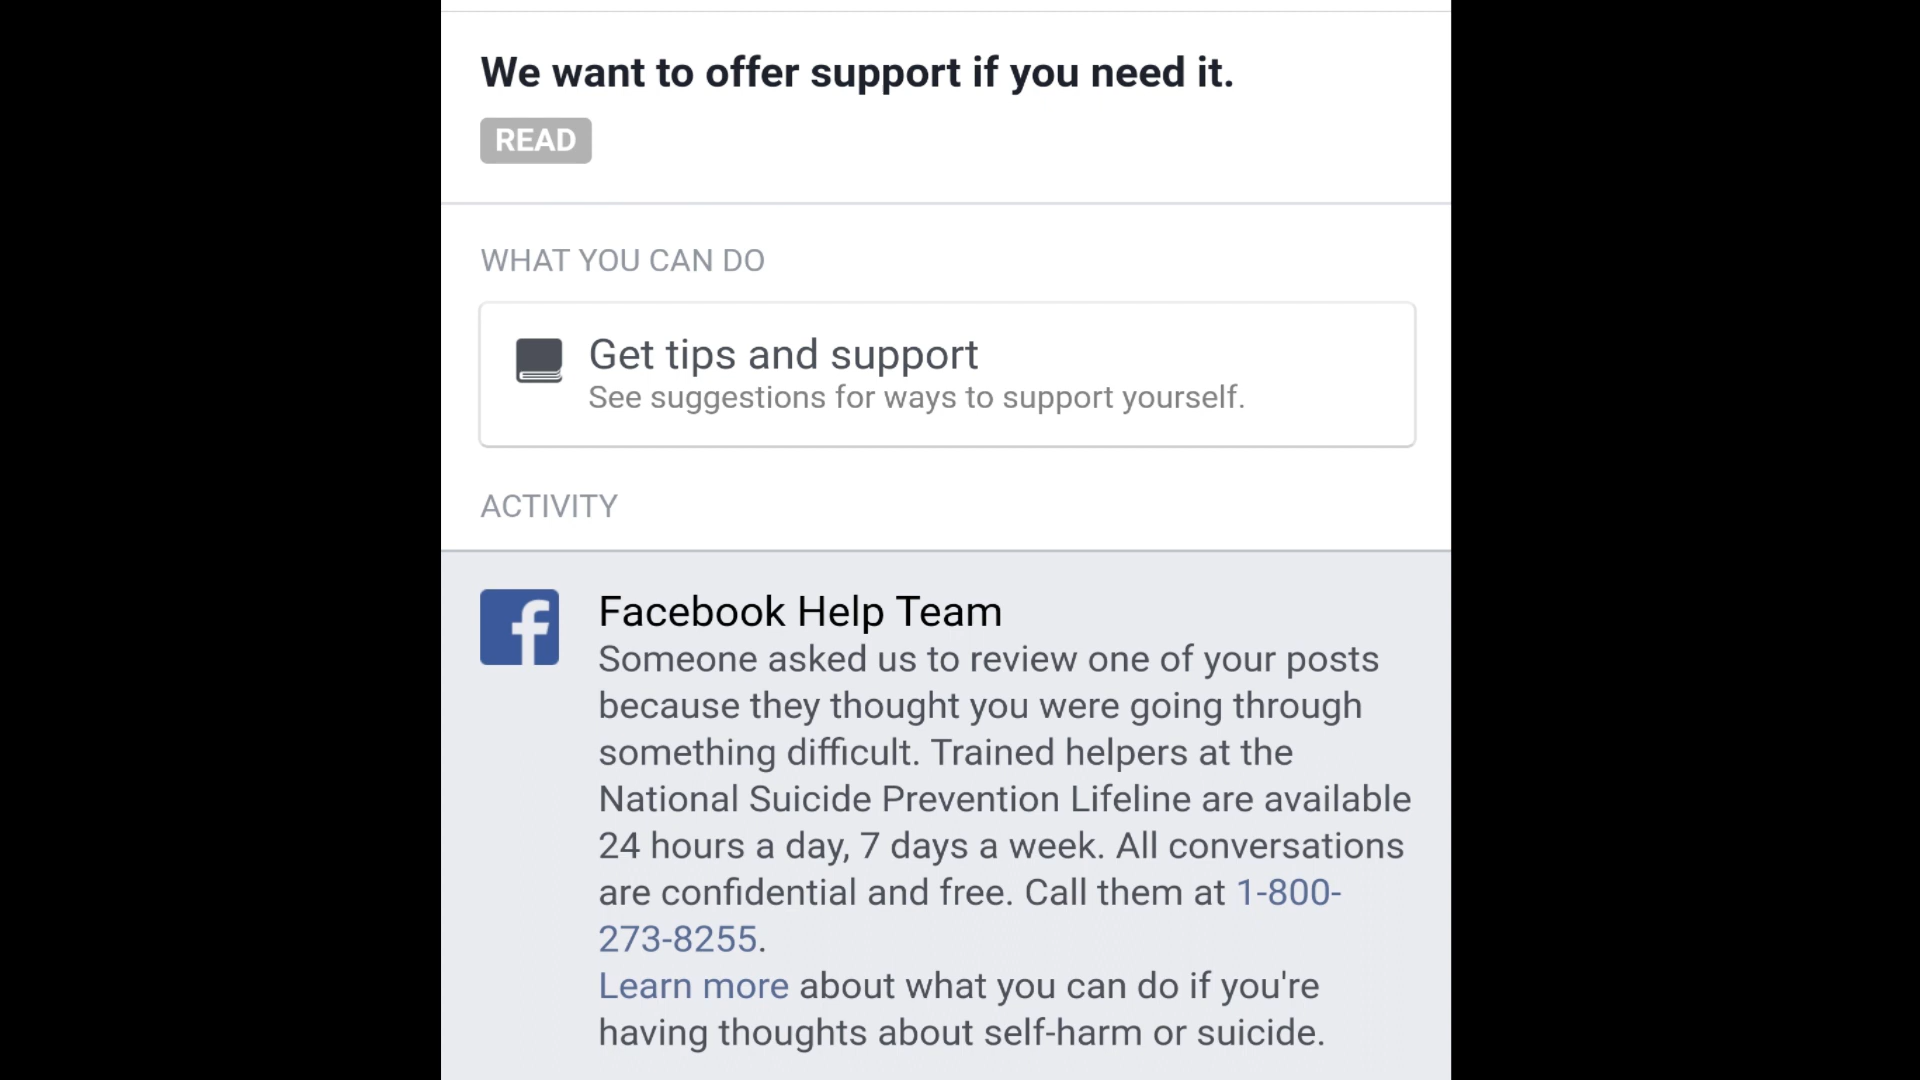 We want to offer support if you need it.
READ
WHAT YOU CAN DO
Get tips and support
See suggestions for ways to support yourself.
ACTIVITY
Facebook Help Team
Someone asked us to review one of your posts
because they thought you were going through
something difficult. Trained helpers at the
National Suicide Prevention Lifeline are available
24 hours a day, 7 days a week. All conversations
are confidential and free. Call them at 1-800-
273-8255.
Learn more about what you can do if you're
having thoughts about self-harm or suicide.